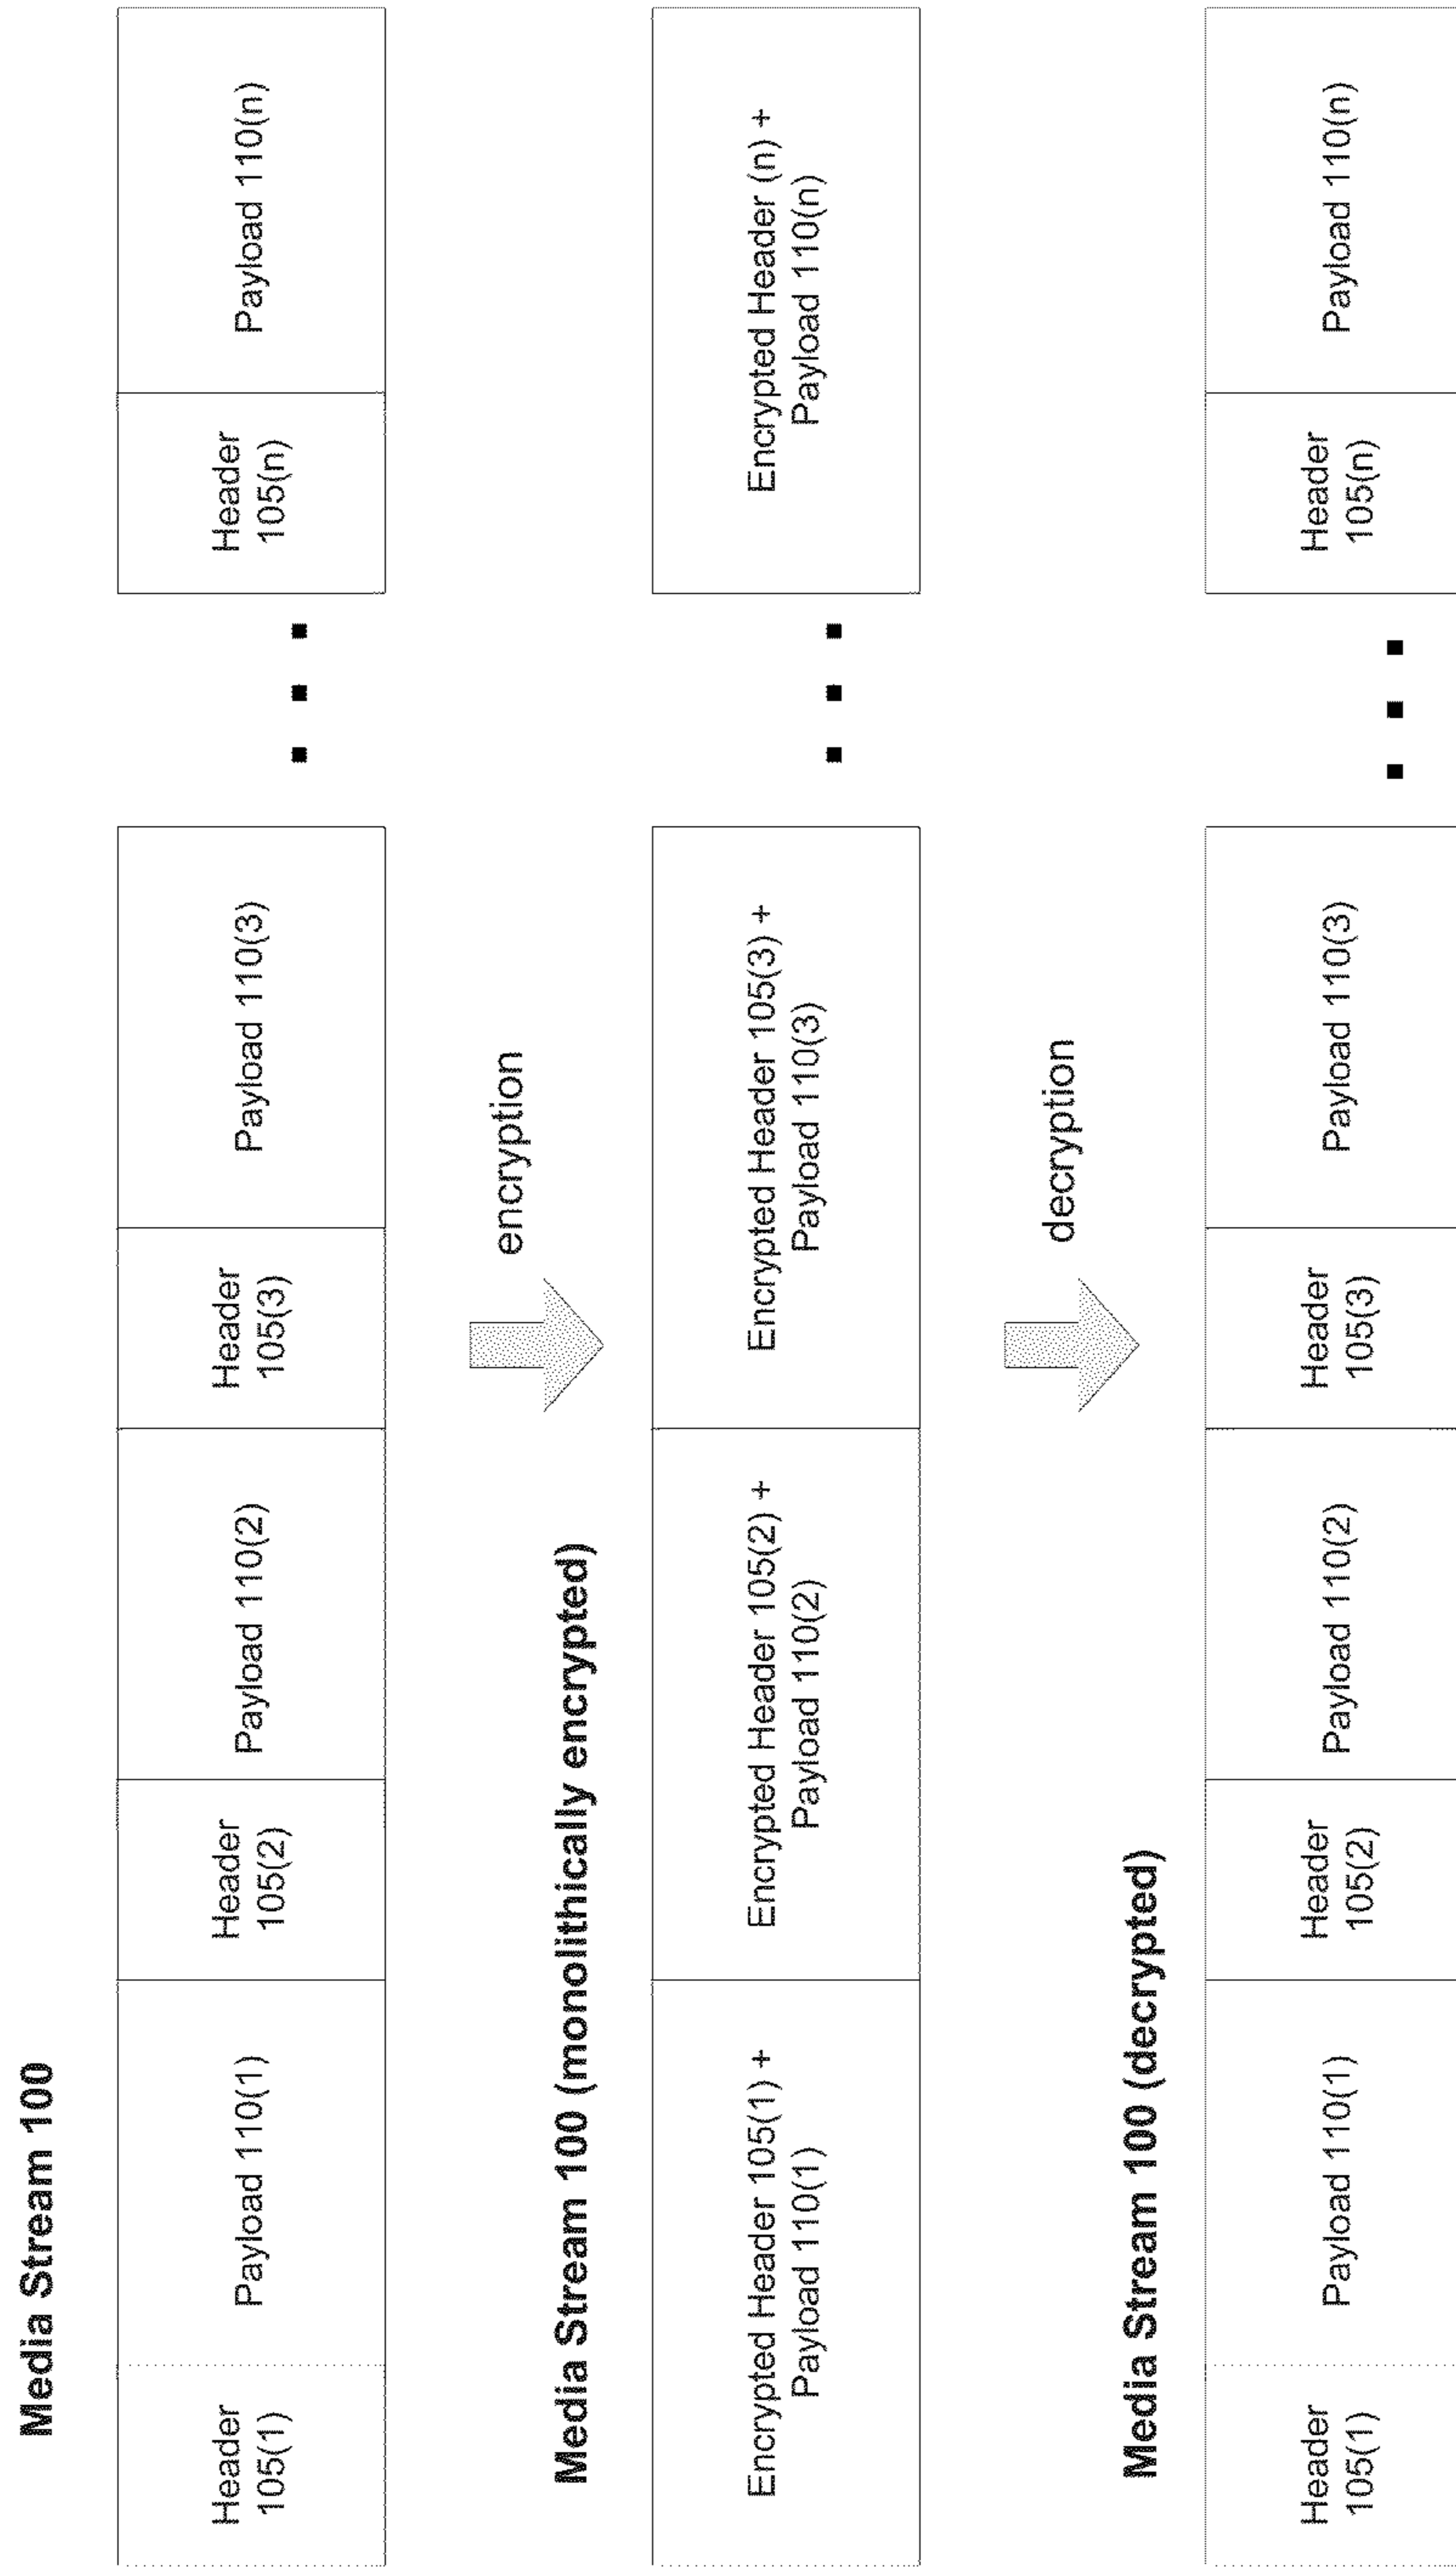 Media Stream 100
Header
105(1)
Payload 110(1)
Header
105(2)
Payload 110(2)
Header
105(3)
Payload 110(3)
Header
105(n)
Payload 110(n)
encryption
Media Stream 100 (monolithically encrypted)
Encrypted Header 105(1) +
Payload 110(1)
Encrypted Header 105(2) +
Payload 110(2)
Encrypted Header 105(3) +
Payload 110(3)
Encrypted Header (n) +
Payload 110(n)
decryption
Media Stream 100 (decrypted)
Header
105(1)
Payload 110(1)
Header
105(2)
Payload 110(2)
Header
105(3)
Payload 110(3)
Header
105(n)
Payload 110(n)